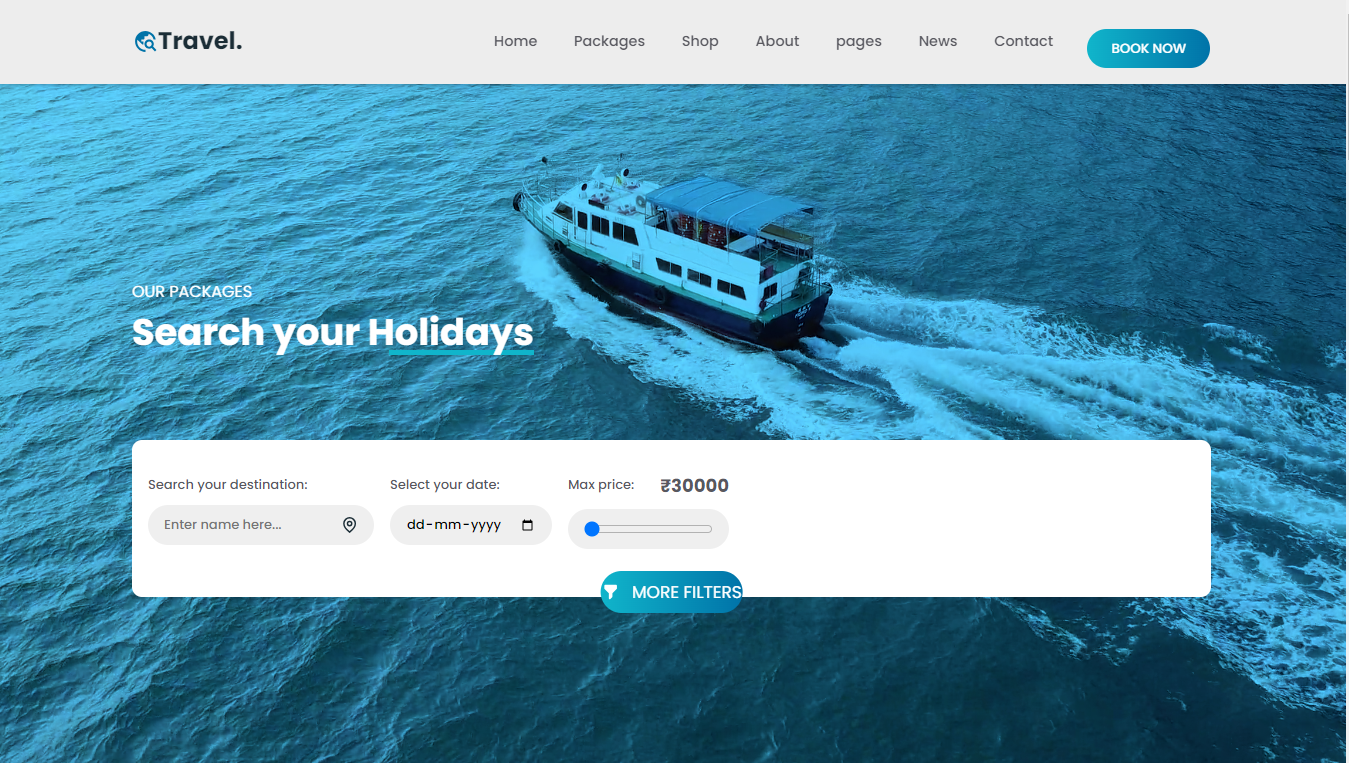 Travel.
Home Packages Shop About pages News Contact BOOK NOW
OUR PACKAGES
Search your Holidays
Search your destination: Select your date: Max price: ₹30000
Enter name here... dd-mm-yyyy
MORE FILTERS